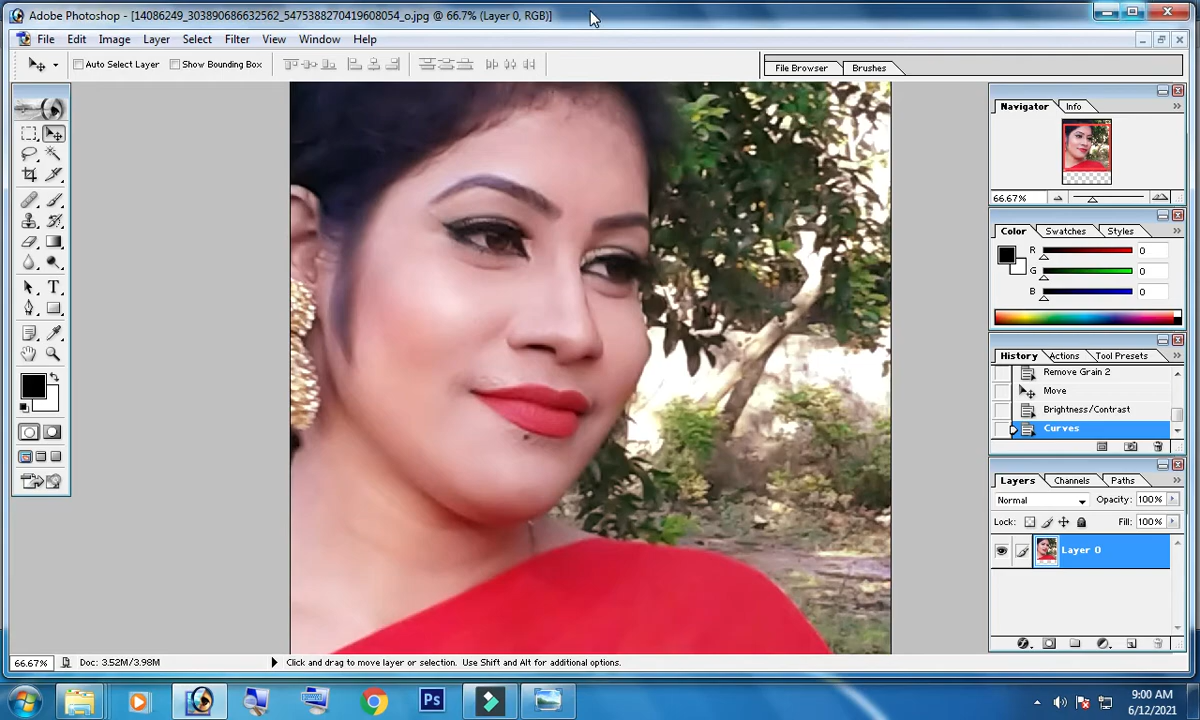 Adobe Photoshop - [14086249_303890686632562_5475388270419608054_o.jpg @ 66.7% (Layer 0, RGB)]
File Edit Image Layer Select Filter View Window Help
Auto Select Layer Show Bounding Box File Browser Brushes
Navigator Info
66.67%
Color Swatches Styles
R 0
G 0
B 0
History Actions Tool Presets
Remove Grain 2
Move
Brightness/Contrast
Curves
Layers Channels Paths
Normal Opacity: 100%
Lock: Fill: 100%
Layer 0
66.67% Doc: 3.52M/3.98M Click and drag to move layer or selection. Use Shift and Alt for additional options.
Ps
9:00 AM
6/12/2021